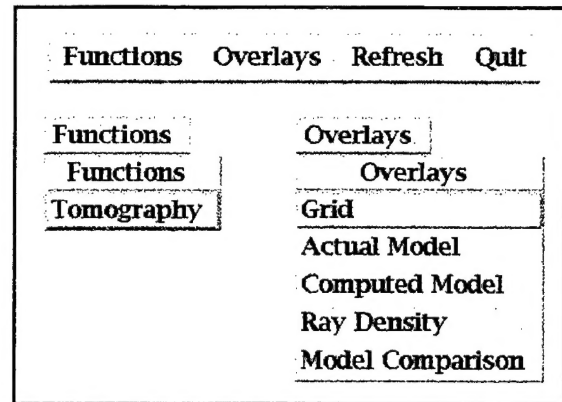 Functions Overlays Refresh Quit
Functions
Functions
Tomography
Overlays
Overlays
Grid
Actual Model
Computed Model
Ray Density
Model Comparison